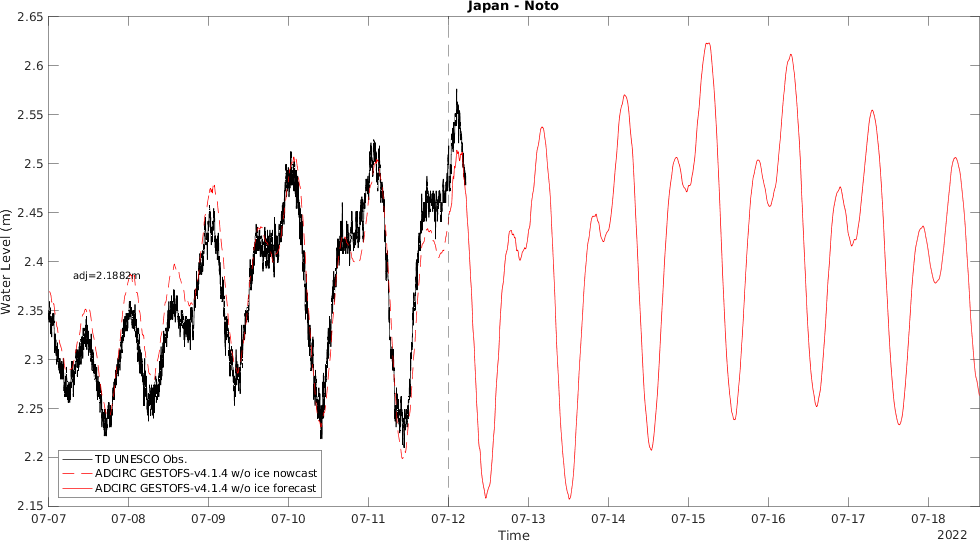 Japan - Noto
2.65
2.6
2.55
2.5
2.45
2.4
2.35
2.3
2.25
2.2
2.15
Water Level (m)
adj=2.1882m
TD UNESCO Obs.
ADCIRC GESTOFS-v4.1.4 w/o ice nowcast
ADCIRC GESTOFS-v4.1.4 w/o ice forecast
07-07 07-08 07-09 07-10 07-11 07-12 07-13 07-14 07-15 07-16 07-17 07-18
Time
2022